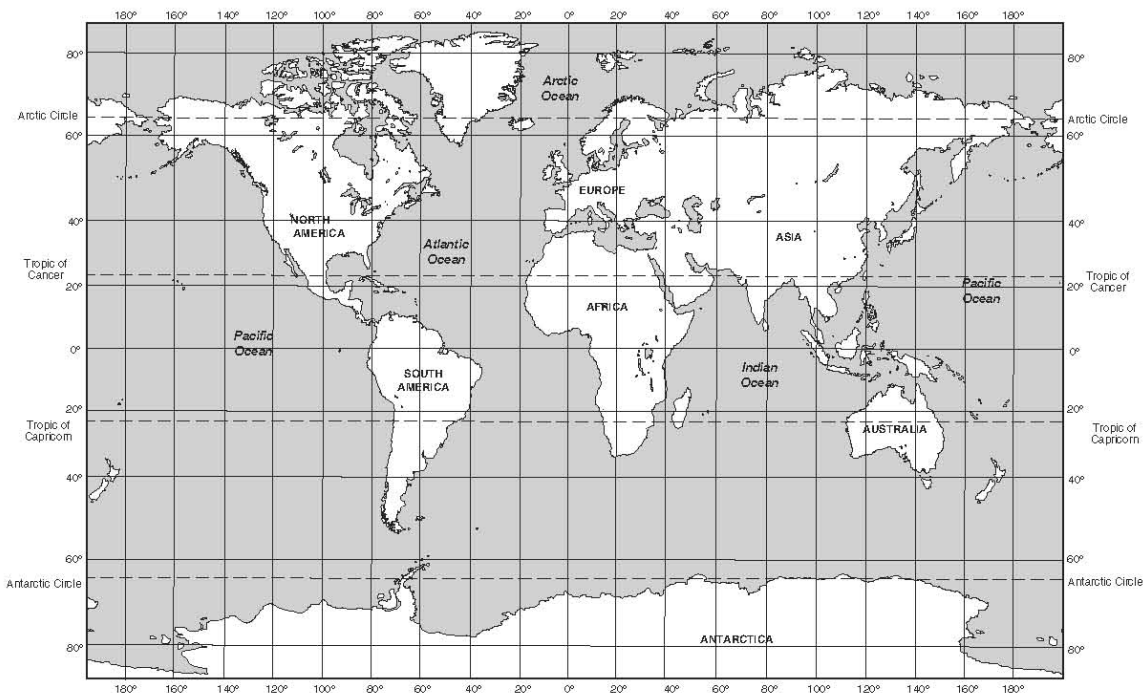 180° 160° 140° 120° 100° 80° 60° 40° 20° 0° 20° 40° 60° 80° 100° 120° 140° 160° 180°
80° 80°
Arctic
Ocean
Arctic Circle Arctic Circle
60° 60°
EUROPE
40° 40°
NORTH
AMERICA
ASIA
Atlantic
Ocean
Tropic of
Cancer
Tropic of
Cancer
20° 20°
Pacific
Ocean
AFRICA
Pacific
Ocean
0° 0°
Indian
Ocean
SOUTH
AMERICA
20° 20°
Tropic of
Capricorn
AUSTRALIA
Tropic of
Capricorn
40° 40°
60° 60°
Antarctic Circle Antarctic Circle
ANTARCTICA
80° 80°
180° 160° 140° 120° 100° 80° 60° 40° 20° 0° 20° 40° 60° 80° 100° 120° 140° 160° 180°